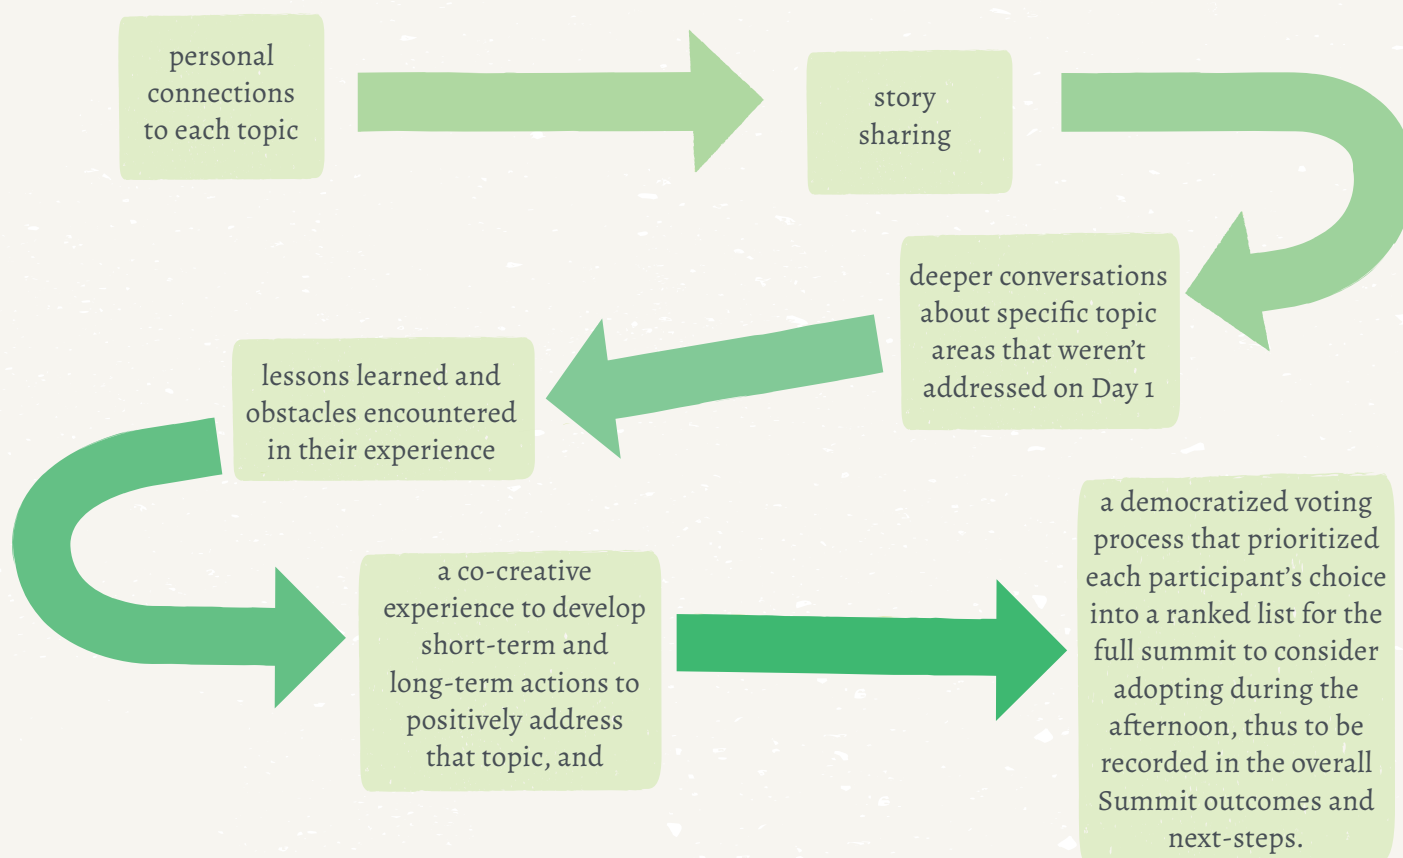 personal
connections
to each topic
story
sharing
deeper conversations
about specific topic
areas that weren’t
addressed on Day 1
lessons learned and
obstacles encountered
in their experience
a co-creative
experience to develop
short-term and
long-term actions to
positively address
that topic, and
a democratized voting
process that prioritized
each participant’s choice
into a ranked list for the
full summit to consider
adopting during the
afternoon, thus to be
recorded in the overall
Summit outcomes and
next-steps.